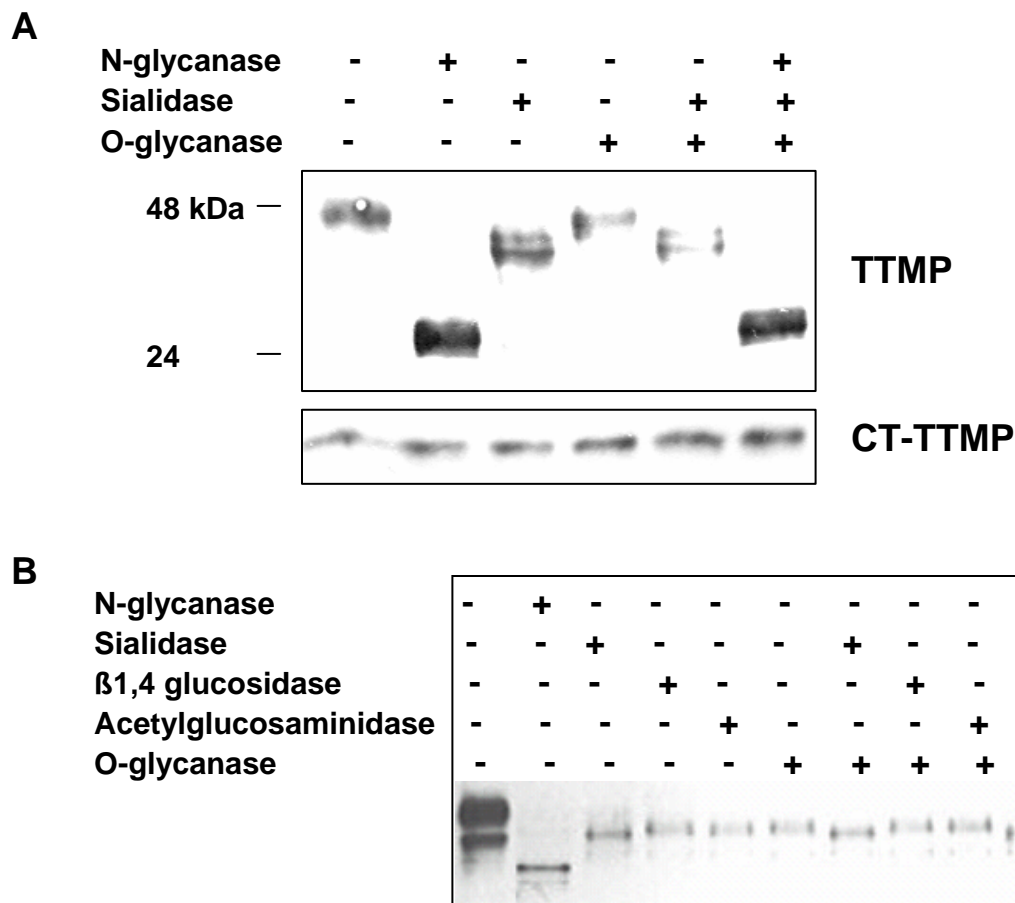 A
N-glycanase - + - - - +
Sialidase - - + - + +
O-glycanase - - - + + +
48 kDa
TTMP
24
CT-TTMP
B
N-glycanase - + - - - - - - -
Sialidase - - + - - - + - -
ß1,4 glucosidase - - - + - - - + -
Acetylglucosaminidase - - - - + - - - +
O-glycanase - - - - - + + + +